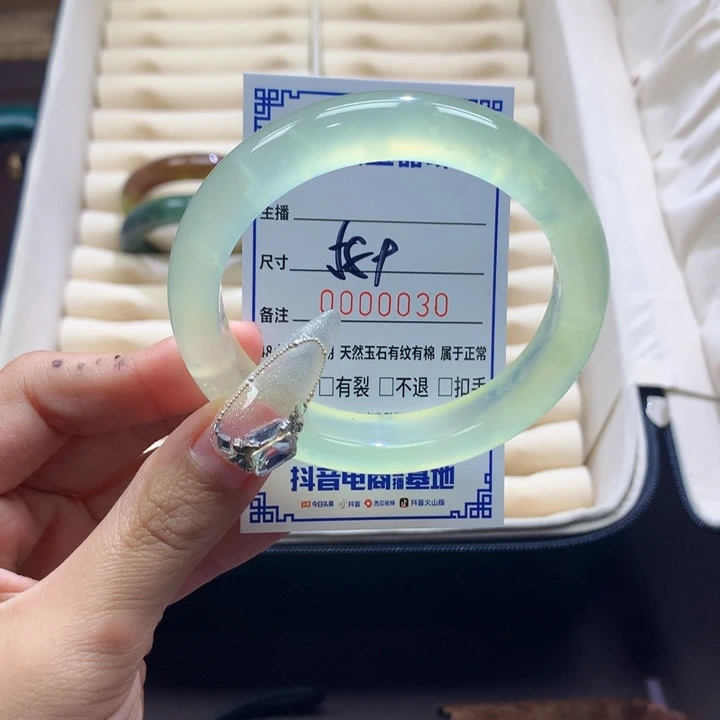 主播
尺寸
备注 0000030
天然玉石有纹有棉 属于正常
□有裂 □不退 □扣手
抖音电商直播基地
今日头条 抖音 西瓜视频 抖音火山版